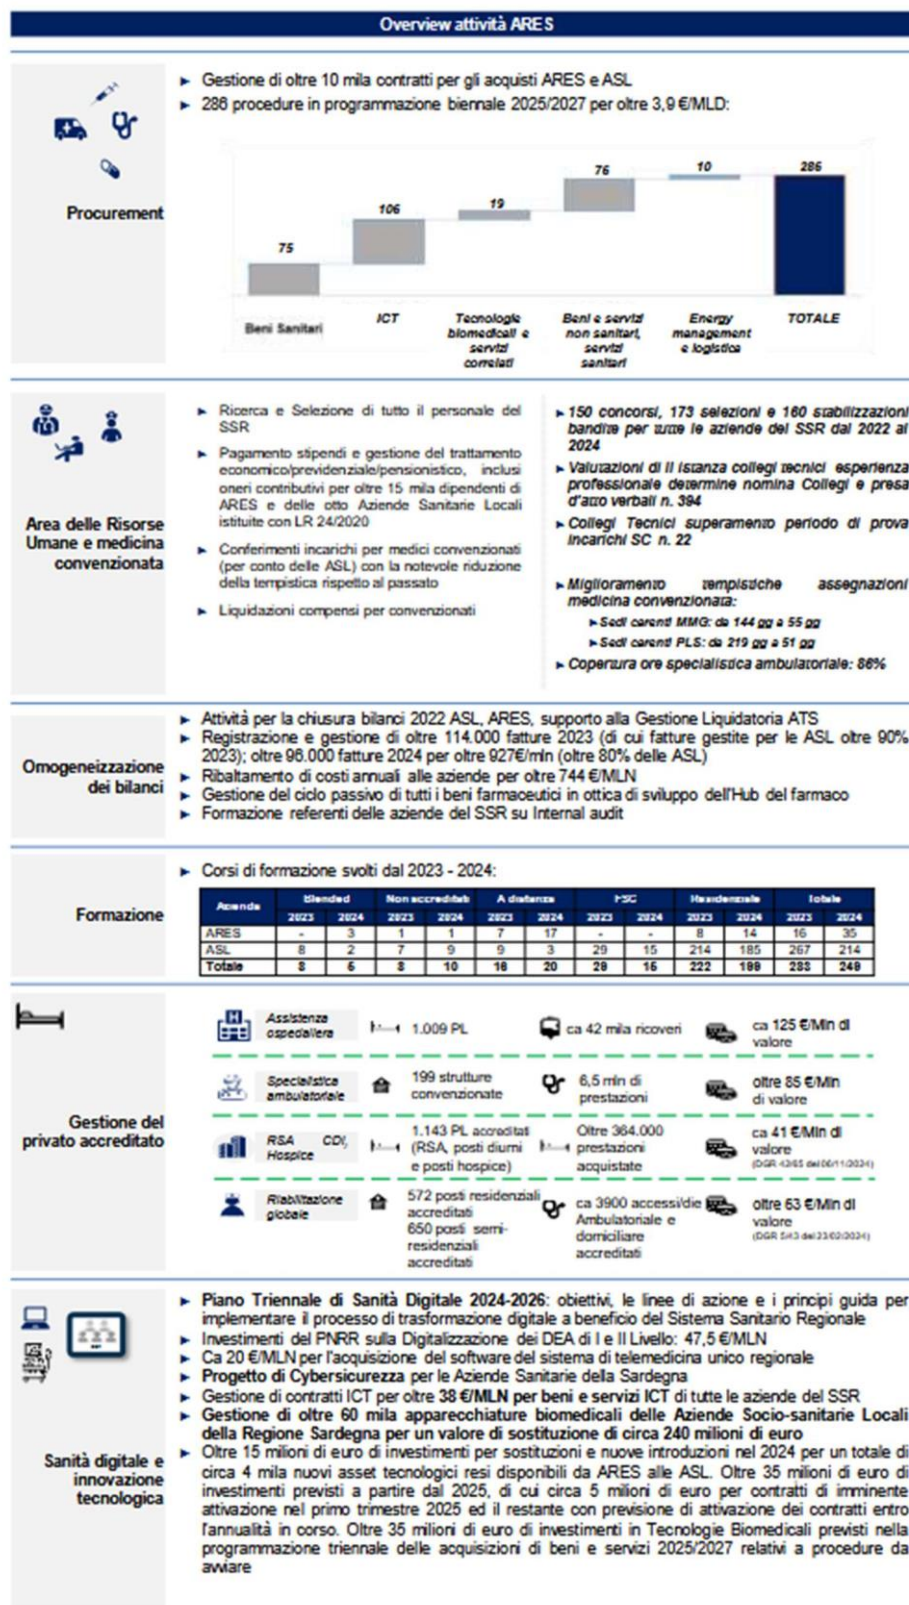 Overview attività ARES
Procurement
► Gestione di oltre 10 mila contratti per gli acquisti ARES e ASL
► 286 procedure in programmazione biennale 2025/2027 per oltre 3,9 €/MLD:
75
106
19
76
10
286
Beni Sanitari
ICT
Tecnologie
biomedicali e
servizi
correlati
Beni e servizi
non sanitari,
servizi
sanitari
Energy
management
e logistica
TOTALE
Area delle Risorse
Umane e medicina
convenzionata
► Ricerca e Selezione di tutto il personale del
SSR
► Pagamento stipendi e gestione del trattamento
economico/previdenziale/pensionistico, inclusi
oneri contributivi per oltre 15 mila dipendenti di
ARES e delle otto Aziende Sanitarie Locali
istituite con LR 24/2020
► Conferimenti incarichi per medici convenzionati
(per conto delle ASL) con la notevole riduzione
della tempistica rispetto al passato
► Liquidazioni compensi per convenzionati
► 150 concorsi, 173 selezioni e 160 stabilizzazioni
bandite per tutte le aziende del SSR dal 2022 al
2024
► Valutazioni di II istanza collegi tecnici esperienza
professionale determine nomina Collegi e presa
d'atto verbali n. 394
► Collegi Tecnici superamento periodo di prova
incarichi SC n. 22
► Miglioramento tempistiche assegnazioni
medicina convenzionata:
► Sedi carenti MMG: da 144 gg a 55 gg
► Sedi carenti PLS: da 219 gg a 51 gg
► Copertura ore specialistica ambulatoriale: 86%
Omogeneizzazione
dei bilanci
► Attività per la chiusura bilanci 2022 ASL, ARES, supporto alla Gestione Liquidatoria ATS
► Registrazione e gestione di oltre 114.000 fatture 2023 (di cui fatture gestite per le ASL oltre 90%
2023); oltre 96.000 fatture 2024 per oltre 927€/mln (oltre 80% delle ASL)
► Ribaltamento di costi annuali alle aziende per oltre 744 €/MLN
► Gestione del ciclo passivo di tutti i beni farmaceutici in ottica di sviluppo dell'Hub del farmaco
► Formazione referenti delle aziende del SSR su Internal audit
Formazione
► Corsi di formazione svolti dal 2023 - 2024:
Azienda Blended Non accreditati A distanza FSC Residenziale Totale
2023 2024 2023 2024 2023 2024 2023 2024 2023 2024 2023 2024
ARES - 3 1 1 7 17 - - 8 14 16 35
ASL 8 2 7 9 9 3 29 15 214 185 267 214
Totale 8 5 8 10 16 20 29 15 222 199 283 249
Gestione del
privato accreditato
Assistenza
ospedaliera
1.009 PL
ca 42 mila ricoveri
ca 125 €/Mln di
valore
Specialistica
ambulatoriale
199 strutture
convenzionate
6,5 mln di
prestazioni
oltre 85 €/Mln
di valore
RSA CDI,
Hospice
1.143 PL accreditati
(RSA, posti diurni
e posti hospice)
Oltre 364.000
prestazioni
acquistate
ca 41 €/Mln di
valore
Riabilitazione
globale
572 posti residenziali
accreditati
650 posti semi-
residenziali
accreditati
ca 3900 accessi/die
Ambulatoriale e
domiciliare
accreditati
oltre 63 €/Mln di
valore
(DGR 5/43 del 23/02/2024)
Sanità digitale e
innovazione
tecnologica
► Piano Triennale di Sanità Digitale 2024-2026: obiettivi, le linee di azione e i principi guida per
implementare il processo di trasformazione digitale a beneficio del Sistema Sanitario Regionale
► Investimenti del PNRR sulla Digitalizzazione dei DEA di I e II Livello: 47,5 €/MLN
► Ca 20 €/MLN per l'acquisizione del software del sistema di telemedicina unico regionale
► Progetto di Cybersicurezza per le Aziende Sanitarie della Sardegna
► Gestione di contratti ICT per oltre 38 €/MLN per beni e servizi ICT di tutte le aziende del SSR
► Gestione di oltre 60 mila apparecchiature biomedicali delle Aziende Socio-sanitarie Locali
della Regione Sardegna per un valore di sostituzione di circa 240 milioni di euro
► Oltre 15 milioni di euro di investimenti per sostituzioni e nuove introduzioni nel 2024 per un totale di
circa 4 mila nuovi asset tecnologici resi disponibili da ARES alle ASL. Oltre 35 milioni di euro di
investimenti previsti a partire dal 2025, di cui circa 5 milioni di euro per contratti di imminente
attivazione nel primo trimestre 2025 ed il restante con previsione di attivazione dei contratti entro
l'annualità in corso. Oltre 35 milioni di euro di investimenti in Tecnologie Biomedicali previsti nella
programmazione triennale delle acquisizioni di beni e servizi 2025/2027 relativi a procedure da
avviare